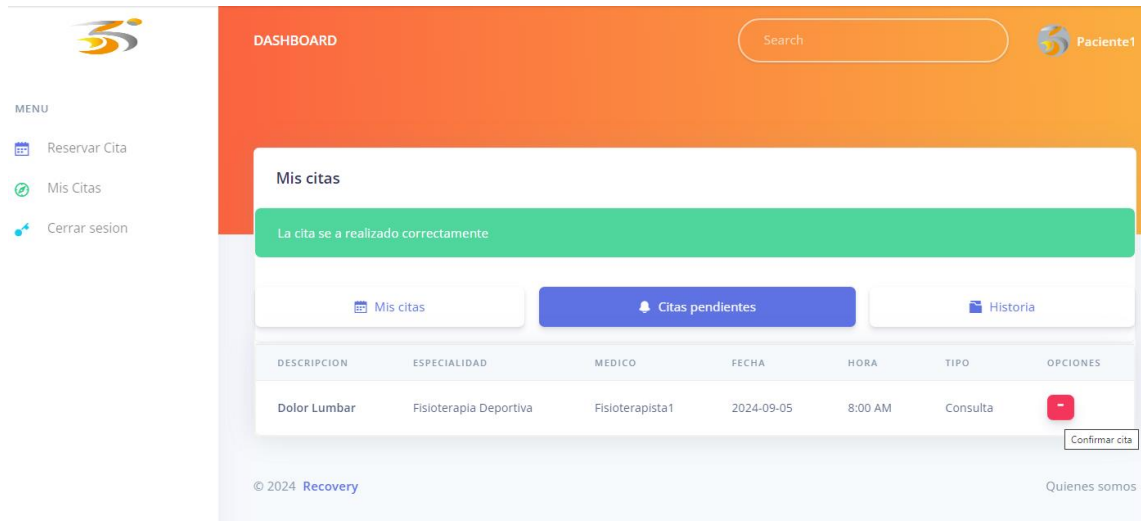 DASHBOARD
Search
Paciente1
MENU
Reservar Cita
Mis Citas
Cerrar sesion
Mis citas
La cita se a realizado correctamente
Mis citas
Citas pendientes
Historia
DESCRIPCION ESPECIALIDAD MEDICO FECHA HORA TIPO OPCIONES
Dolor Lumbar Fisioterapia Deportiva Fisioterapista1 2024-09-05 8:00 AM Consulta -
Confirmar cita
© 2024 Recovery
Quienes somos